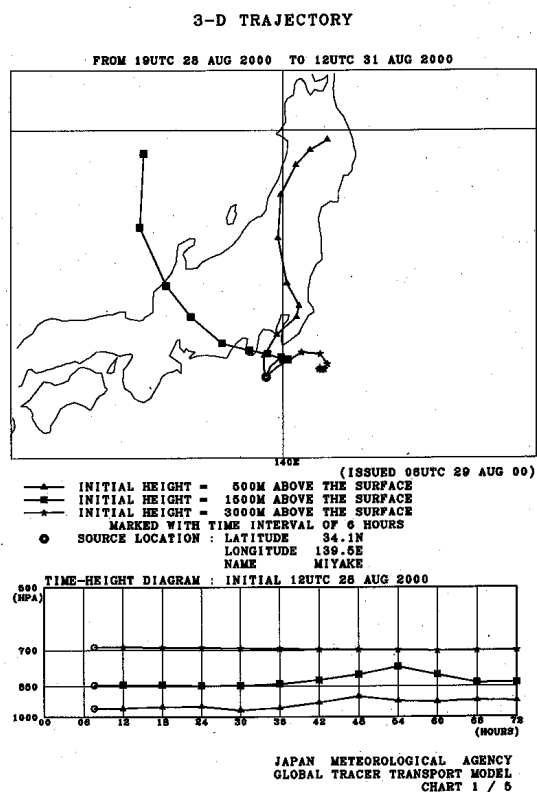 3-D TRAJECTORY
FROM 19UTC 28 AUG 2000 TO 12UTC 31 AUG 2000
140E
(ISSUED 06UTC 29 AUG 00)
INITIAL HEIGHT = 500M ABOVE THE SURFACE
INITIAL HEIGHT = 1500M ABOVE THE SURFACE
INITIAL HEIGHT = 3000M ABOVE THE SURFACE
MARKED WITH TIME INTERVAL OF 6 HOURS
SOURCE LOCATION : LATITUDE 34.1N
LONGITUDE 139.5E
NAME MIYAKE
TIME-HEIGHT DIAGRAM : INITIAL 12UTC 28 AUG 2000
500
(HPA)
700
850
1000
00 06 12 18 24 30 36 42 48 54 60 66 72
(HOURS)
JAPAN METEOROLOGICAL AGENCY
GLOBAL TRACER TRANSPORT MODEL
CHART 1 / 5